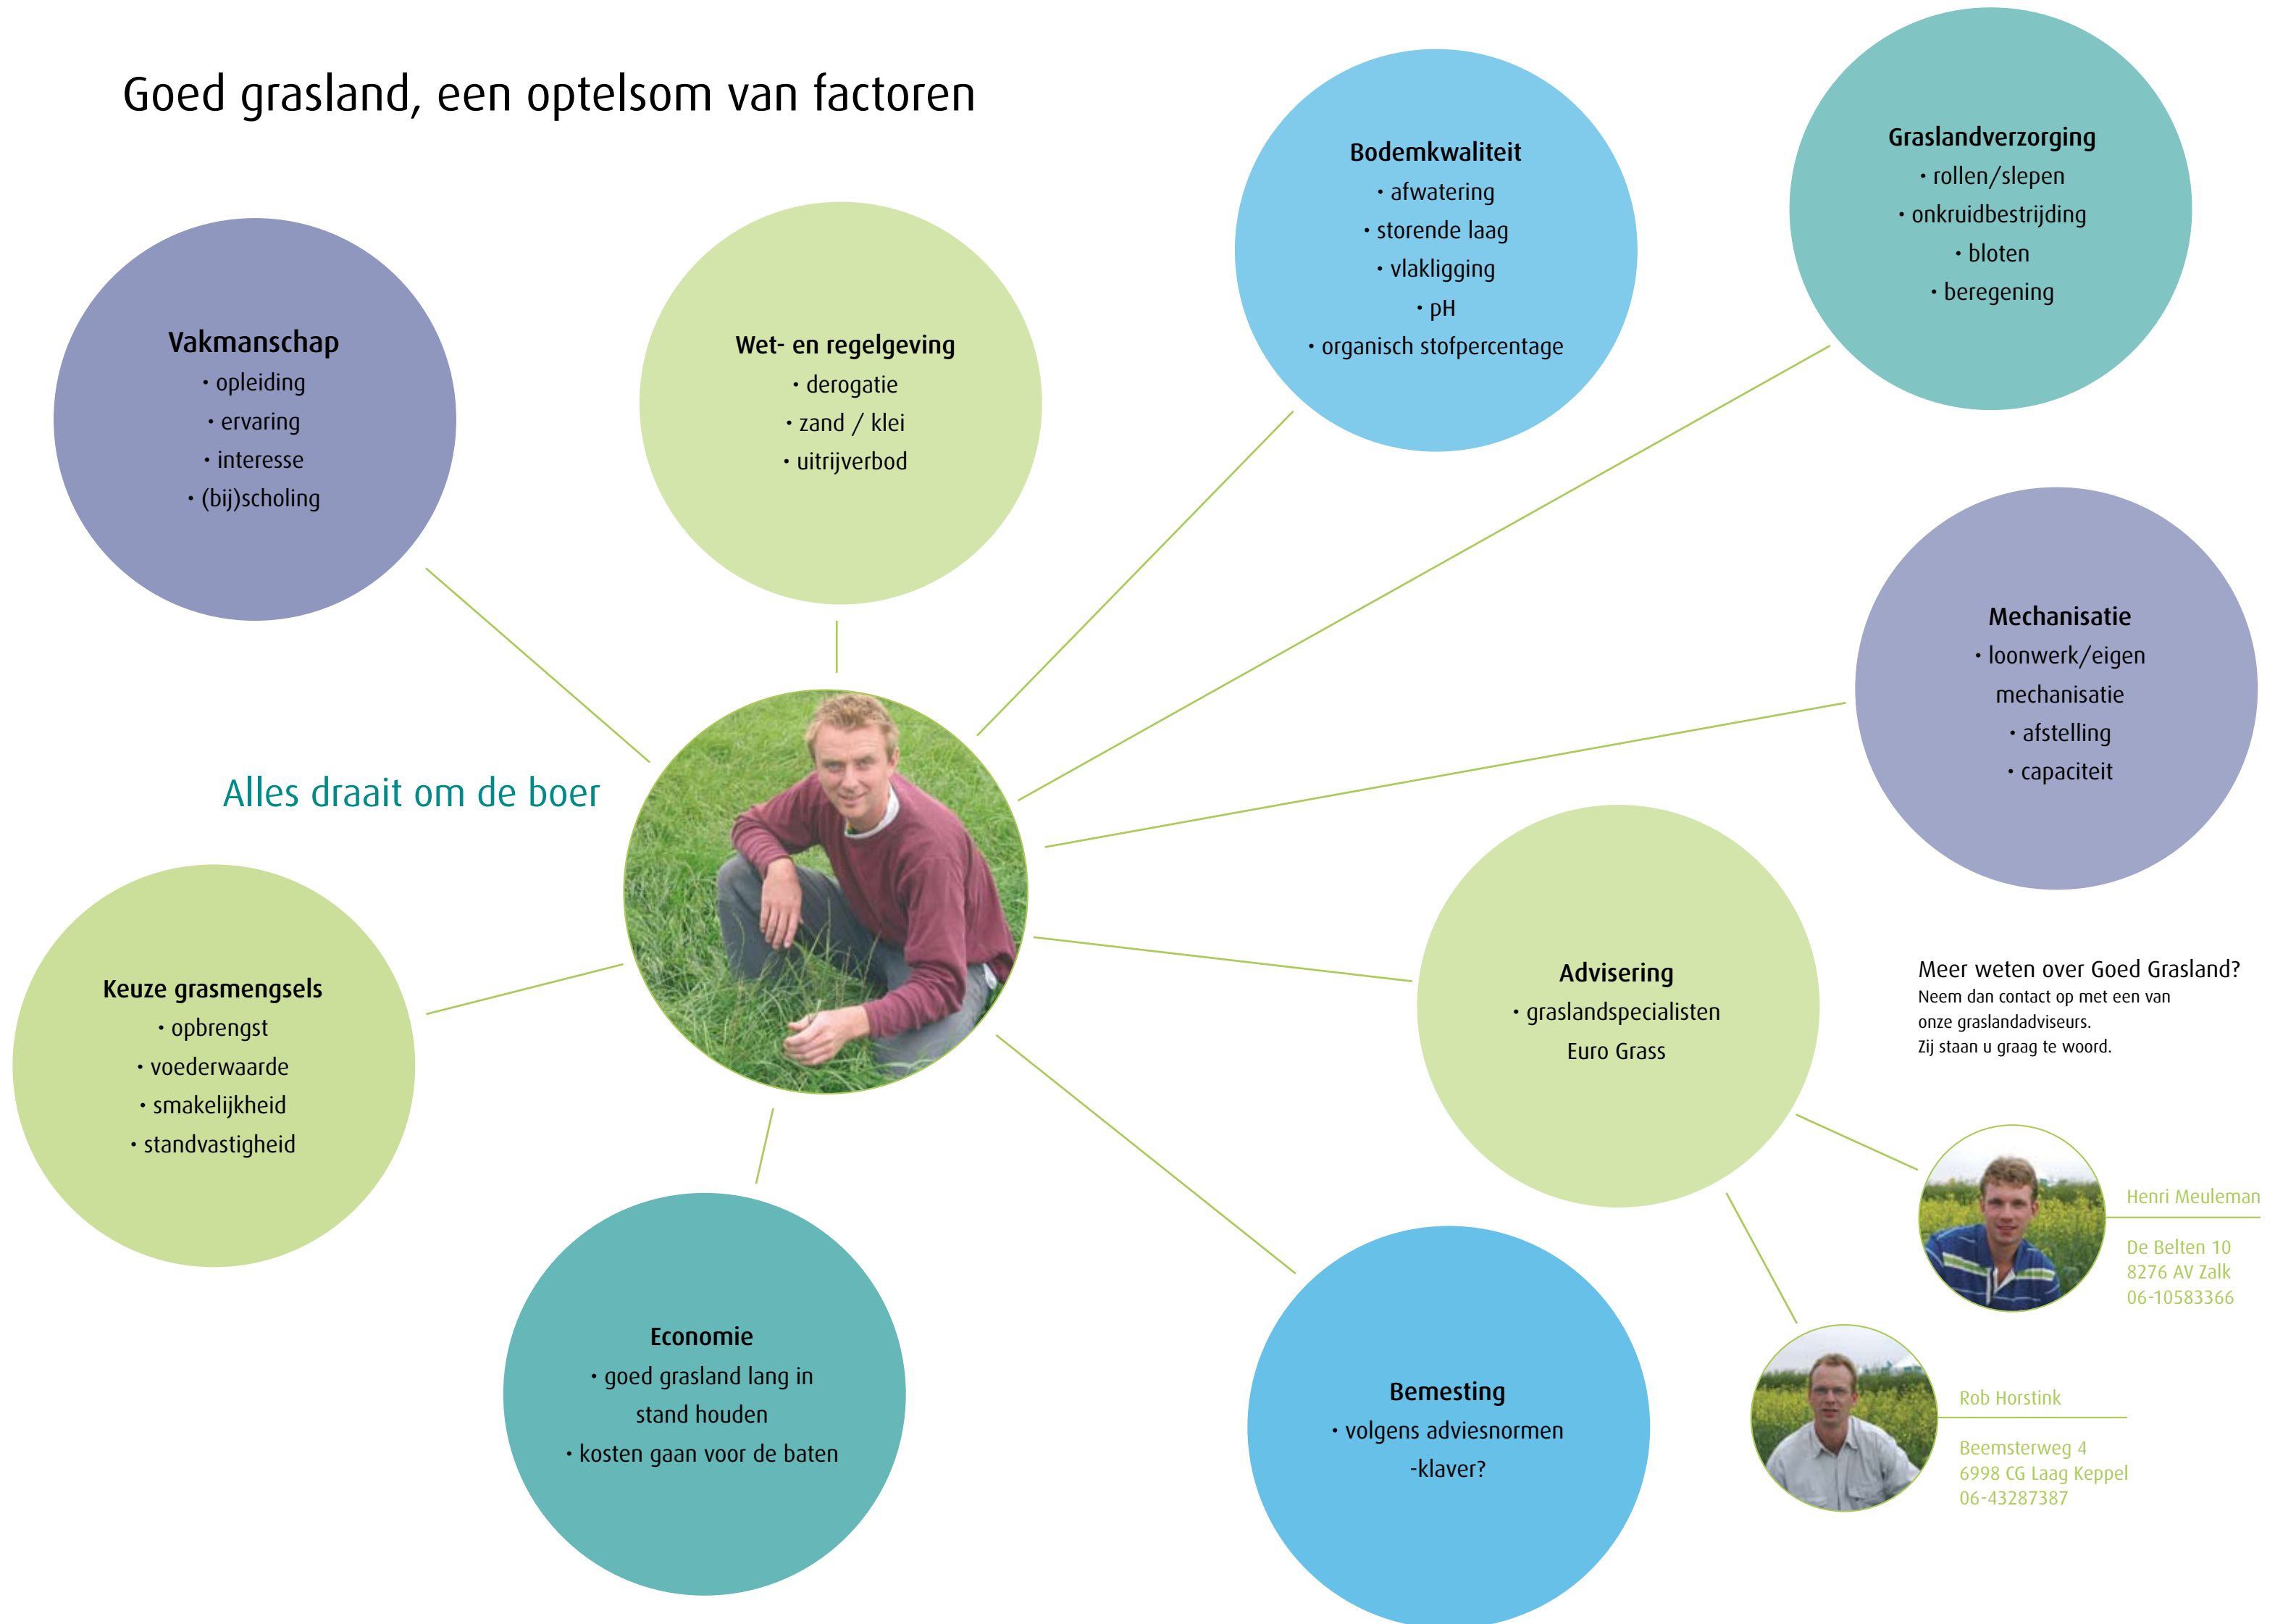 Goed grasland, een optelsom van factoren
Vakmanschap
• opleiding
• ervaring
• interesse
• (bij)scholing
Wet- en regelgeving
• derogatie
• zand / klei
• uitrijverbod
Bodemkwaliteit
• afwatering
• storende laag
• vlakligging
• pH
• organisch stofpercentage
Graslandverzorging
• rollen/slepen
• onkruidbestrijding
• bloten
• beregening
Mechanisatie
• loonwerk/eigen
mechanisatie
• afstelling
• capaciteit
Alles draait om de boer
Keuze grasmengsels
• opbrengst
• voederwaarde
• smakelijkheid
• standvastigheid
Advisering
• graslandspecialisten
Euro Grass
Meer weten over Goed Grasland?
Neem dan contact op met een van
onze graslandadviseurs.
Zij staan u graag te woord.
Henri Meuleman
De Belten 10
8276 AV Zalk
06-10583366
Economie
• goed grasland lang in
stand houden
• kosten gaan voor de baten
Bemesting
• volgens adviesnormen
-klaver?
Rob Horstink
Beemsterweg 4
6998 CG Laag Keppel
06-43287387